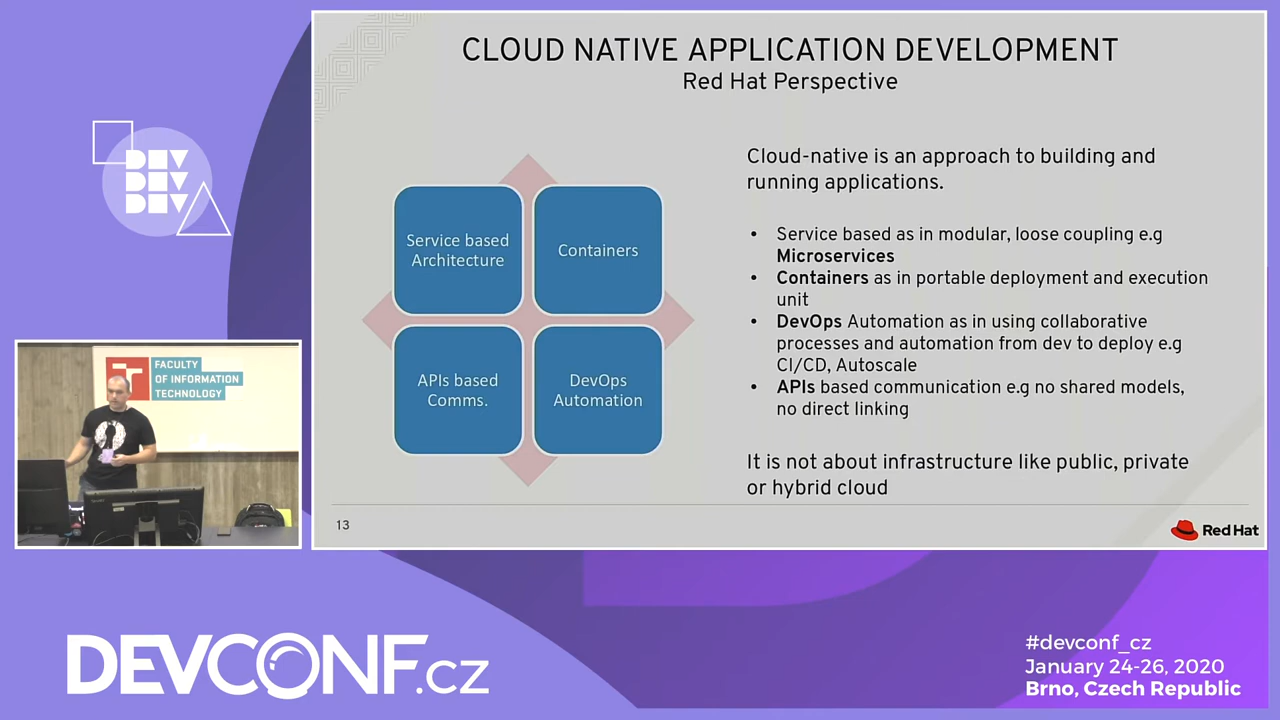 DEV
DEV
DEV
CLOUD NATIVE APPLICATION DEVELOPMENT
Red Hat Perspective
Service based
Architecture
Containers
APIs based
Comms.
DevOps
Automation
Cloud-native is an approach to building and
running applications.
• Service based as in modular, loose coupling e.g
Microservices
• Containers as in portable deployment and execution
unit
• DevOps Automation as in using collaborative
processes and automation from dev to deploy e.g
CI/CD, Autoscale
• APIs based communication e.g no shared models,
no direct linking
It is not about infrastructure like public, private
or hybrid cloud
13
Red Hat
FACULTY
OF INFORMATION
TECHNOLOGY
DEVCONF.cz
#devconf_cz
January 24-26, 2020
Brno, Czech Republic